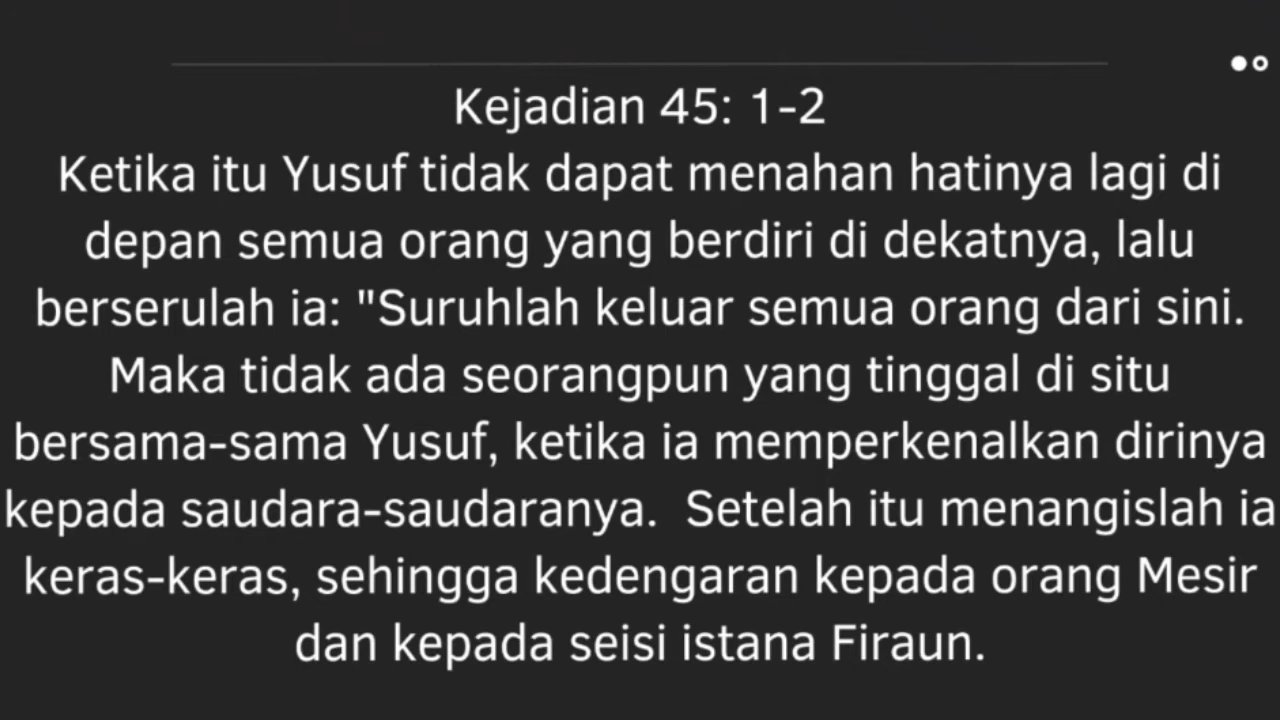 Kejadian 45: 1-2
Ketika itu Yusuf tidak dapat menahan hatinya lagi di
depan semua orang yang berdiri di dekatnya, lalu
berserulah ia: "Suruhlah keluar semua orang dari sini.
Maka tidak ada seorangpun yang tinggal di situ
bersama-sama Yusuf, ketika ia memperkenalkan dirinya
kepada saudara-saudaranya.  Setelah itu menangislah ia
keras-keras, sehingga kedengaran kepada orang Mesir
dan kepada seisi istana Firaun.